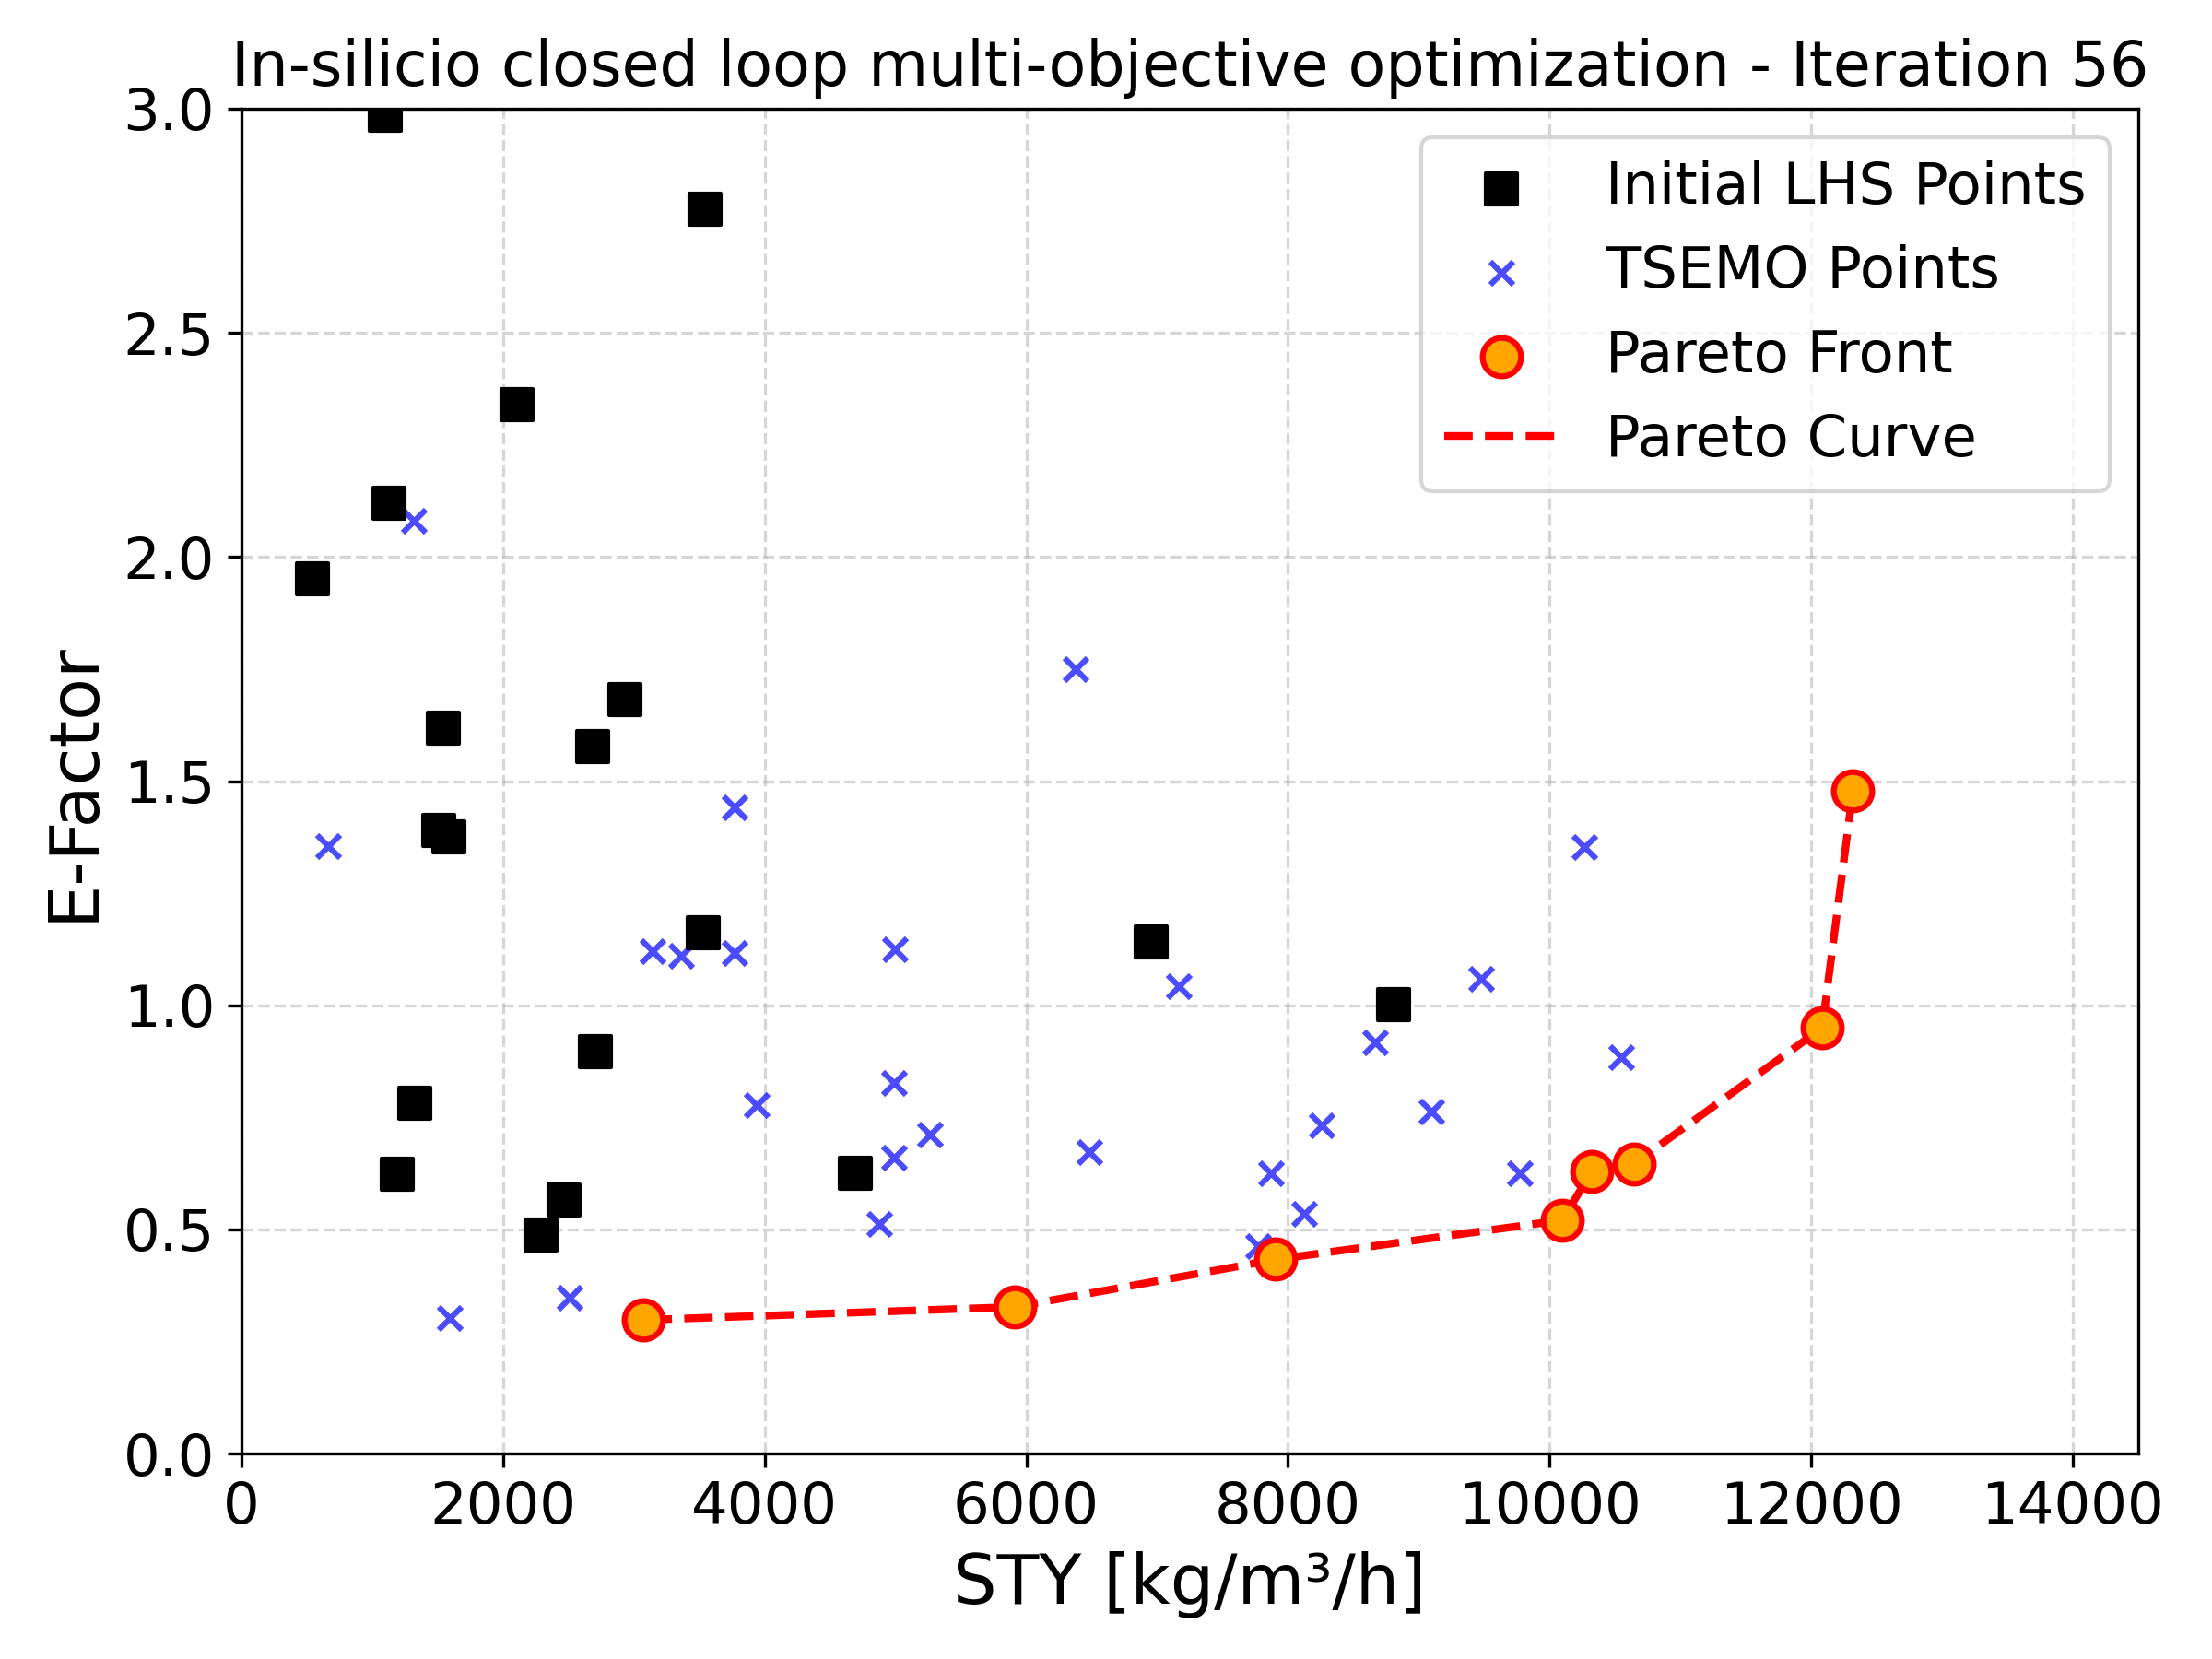 In-silicio closed loop multi-objective optimization - Iteration 56
3.0
2.5
2.0
1.5
1.0
0.5
0.0
E-Factor
Initial LHS Points
TSEMO Points
Pareto Front
Pareto Curve
0 2000 4000 6000 8000 10000 12000 14000
STY [kg/m³/h]